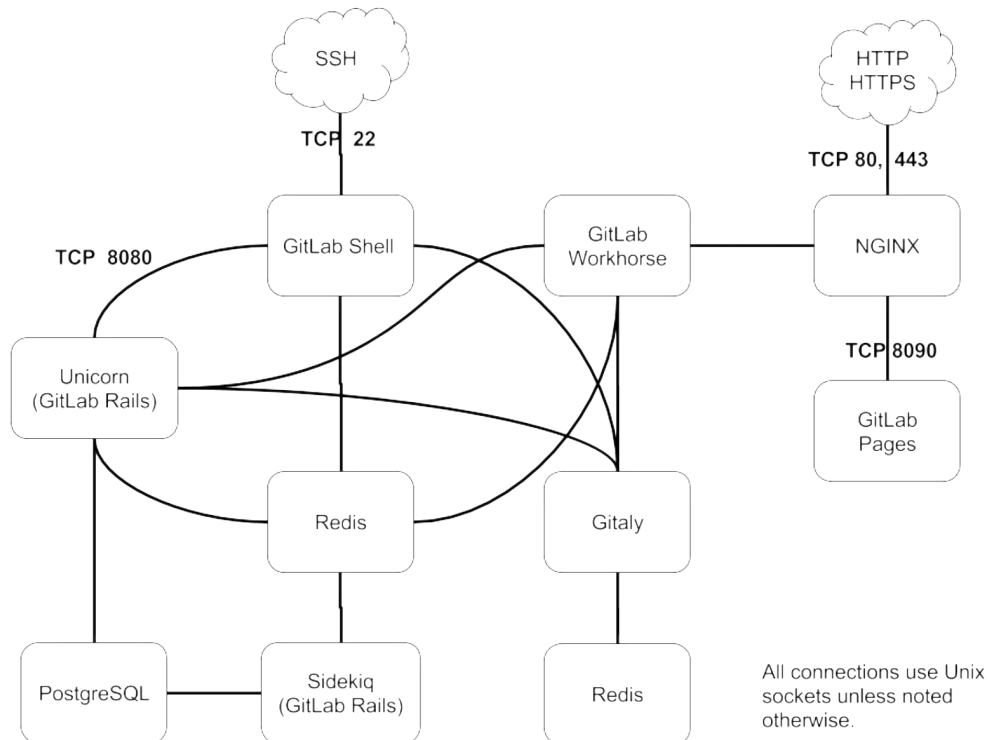 SSH
HTTP
HTTPS
TCP 22
TCP 80, 443
GitLab Shell
GitLab
Workhorse
NGINX
TCP 8080
TCP 8090
Unicorn
(GitLab Rails)
GitLab
Pages
Redis
Gitaly
PostgreSQL
Sidekiq
(GitLab Rails)
Redis
All connections use Unix
sockets unless noted
otherwise.